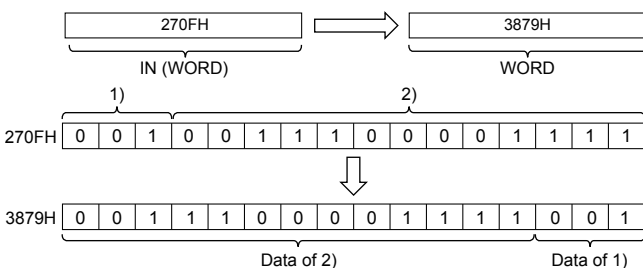 270FH 3879H
IN (WORD) WORD
1) 2)
270FH 0 0 1 0 0 1 1 1 0 0 0 0 1 1 1 1
3879H 0 0 1 1 1 0 0 0 0 1 1 1 1 0 0 1
Data of 2) Data of 1)